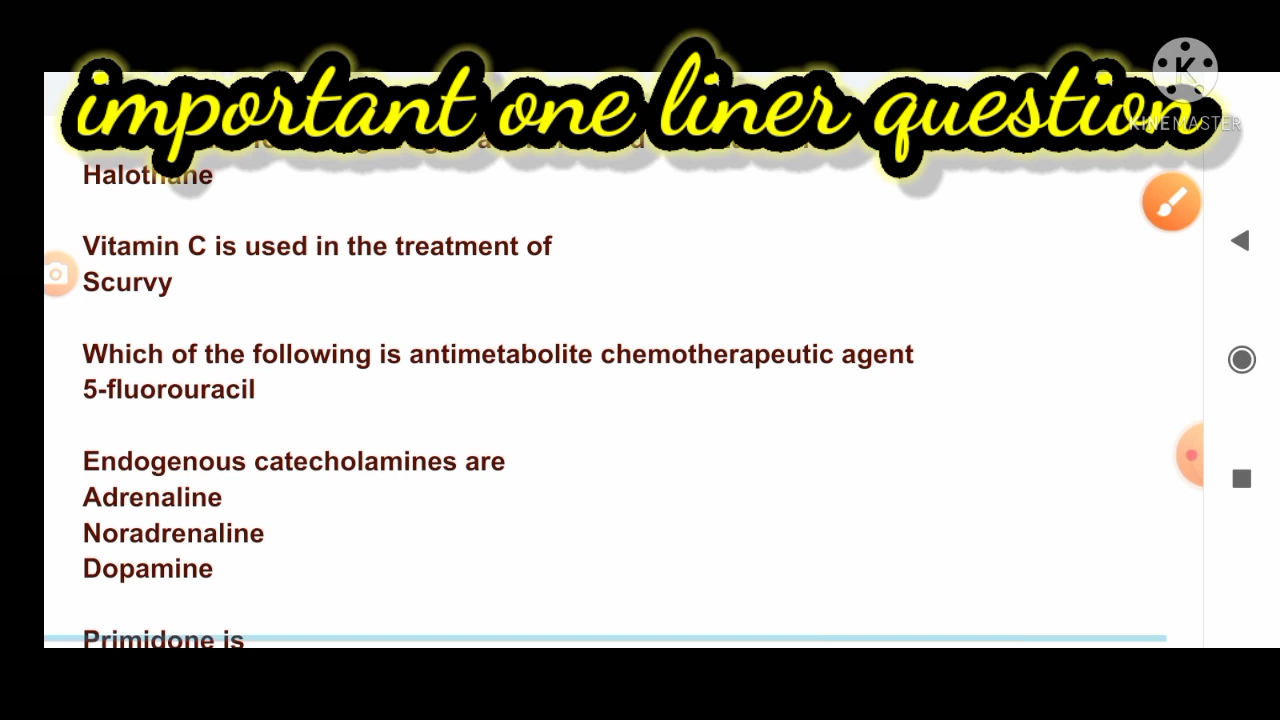 important one liner question
KINEMASTER
Halothane
Vitamin C is used in the treatment of
Scurvy
Which of the following is antimetabolite chemotherapeutic agent
5-fluorouracil
Endogenous catecholamines are
Adrenaline
Noradrenaline
Dopamine
Primidone is